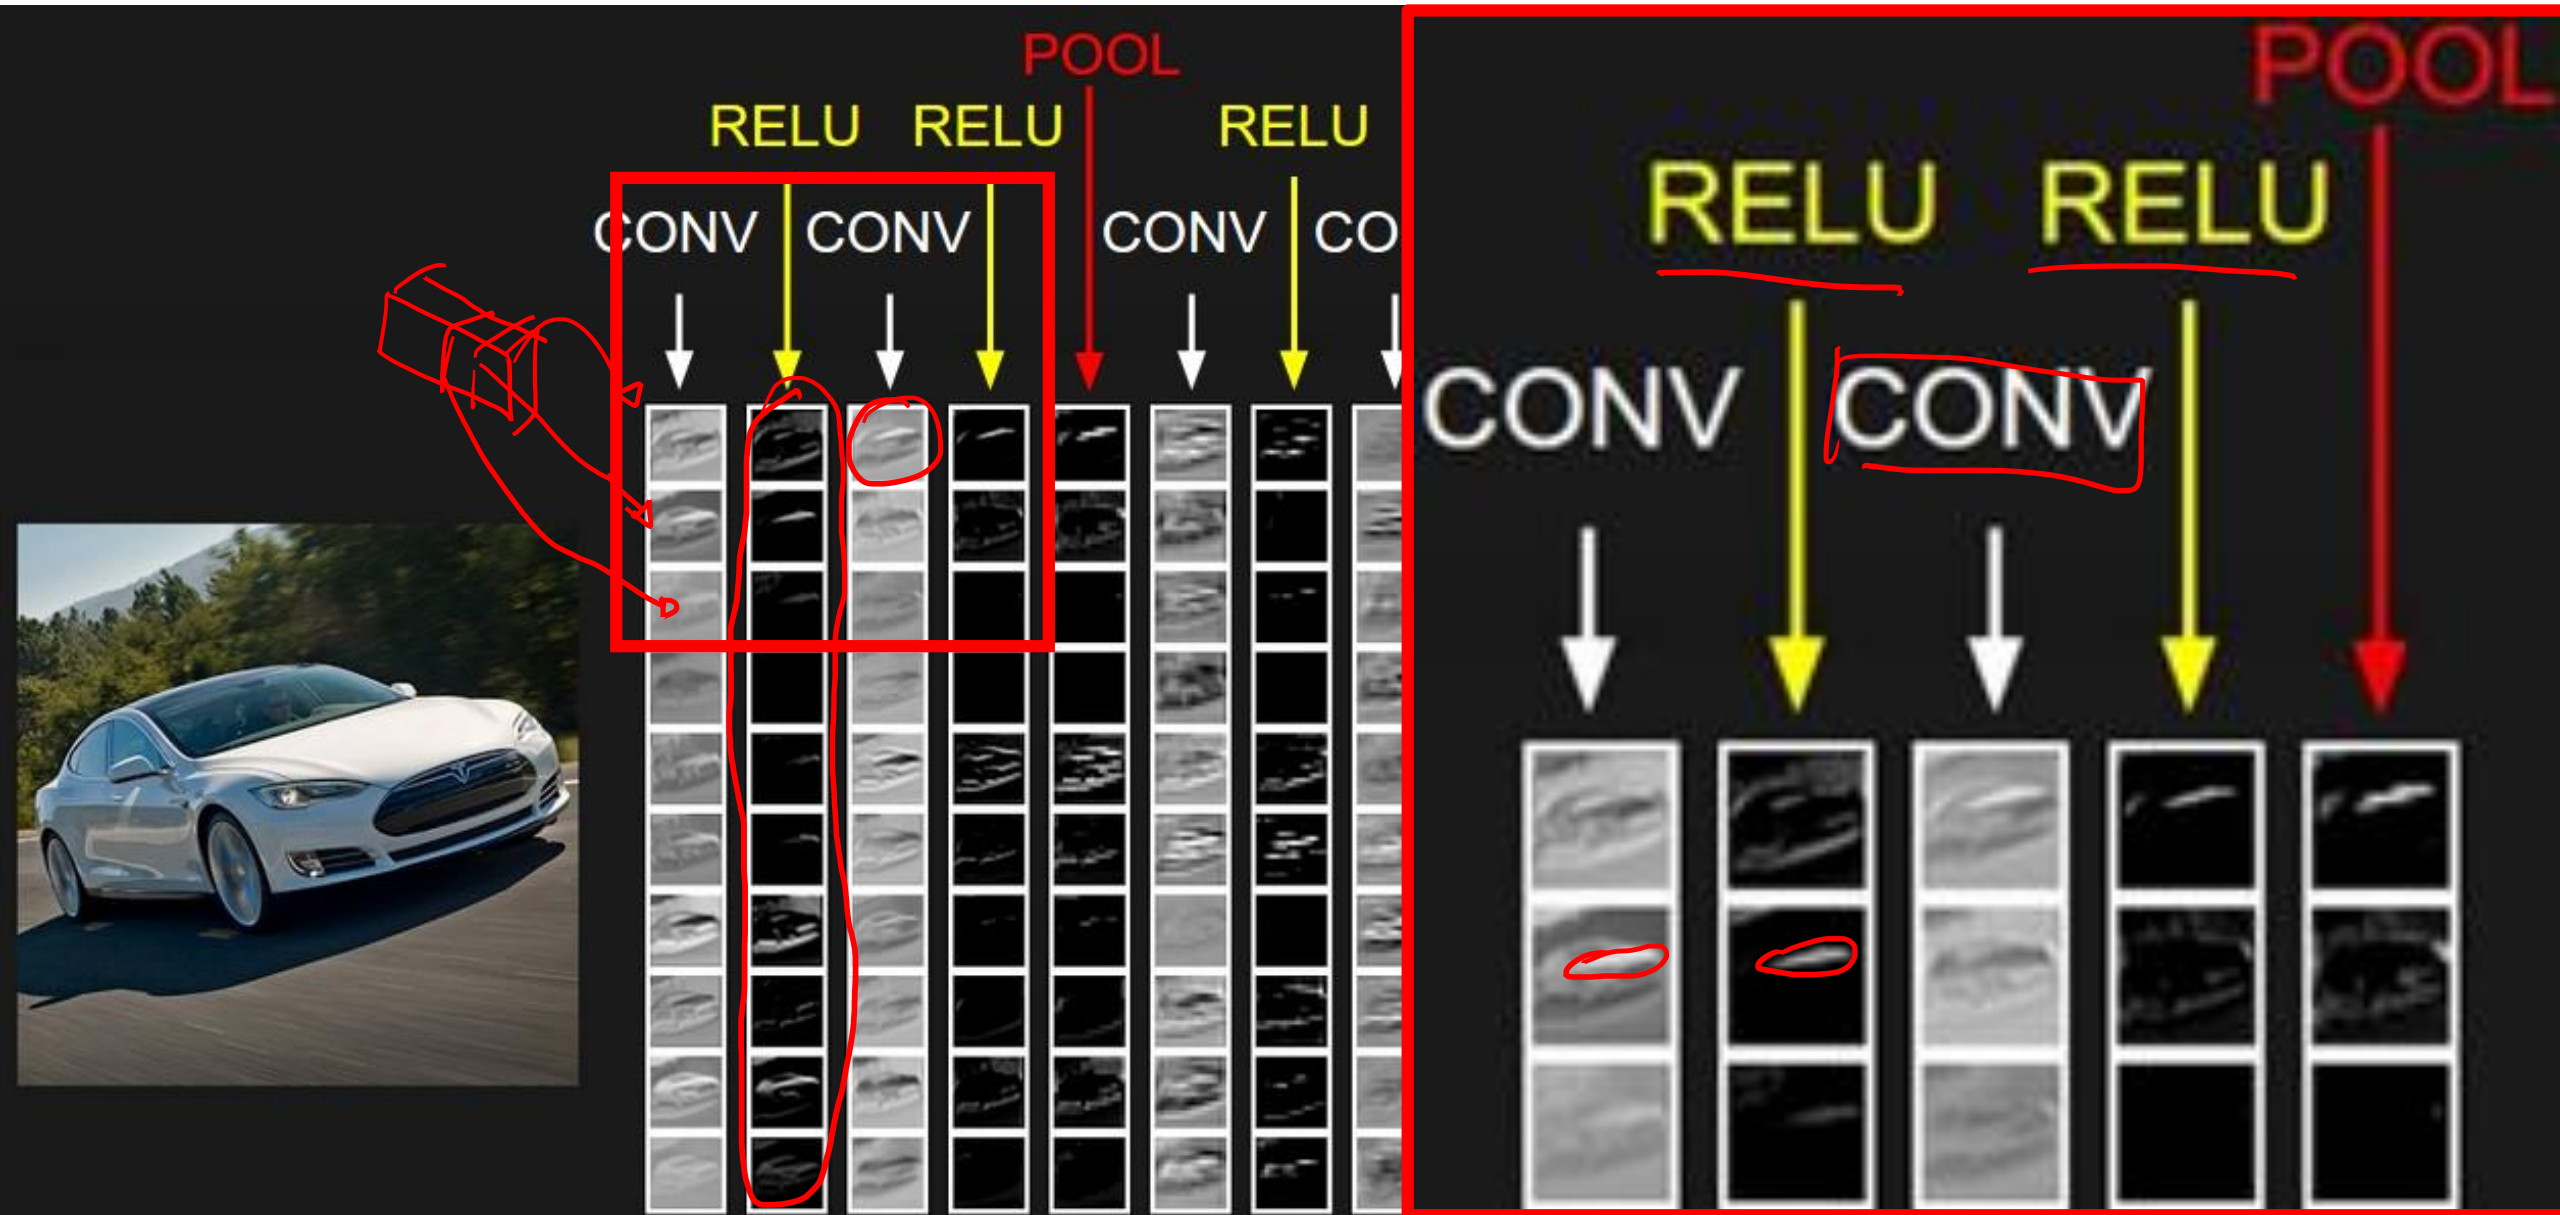 POOL
RELU RELU RELU
CONV CONV CONV CO
POOL
RELU RELU
CONV CONV